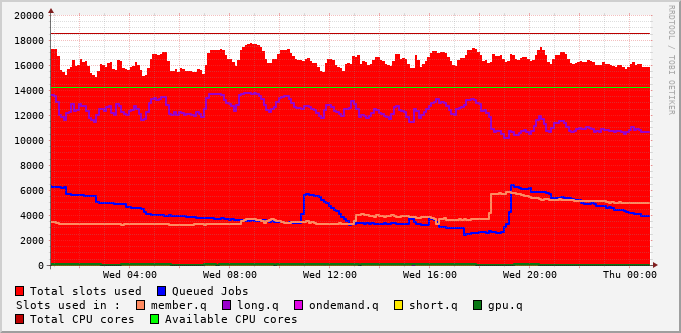 20000
18000
16000
14000
12000
10000
8000
6000
4000
2000
0
Wed 04:00 Wed 08:00 Wed 12:00 Wed 16:00 Wed 20:00 Thu 00:00
RRDTOOL / TOBI OETIKER
Total slots used Queued Jobs
Slots used in : member.q long.q ondemand.q short.q gpu.q
Total CPU cores Available CPU cores